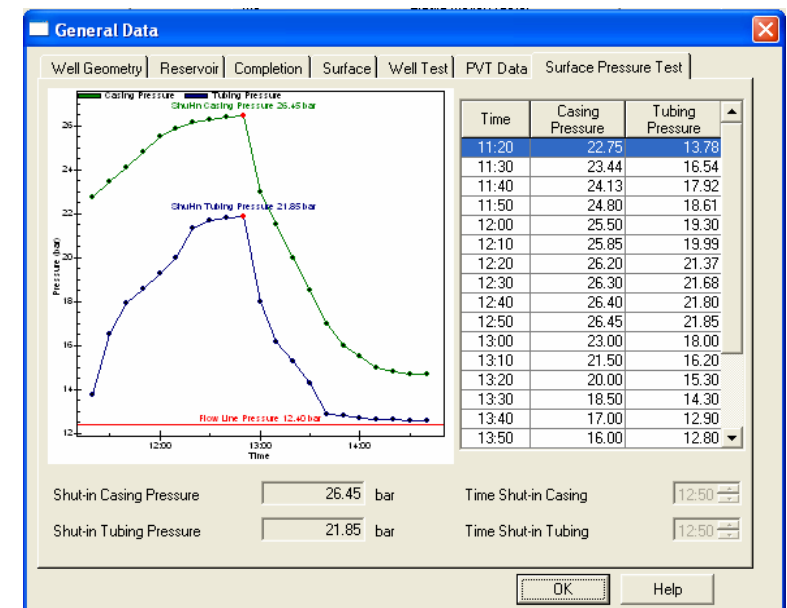 General Data
Well Geometry Reservoir Completion Surface Well Test PVT Data Surface Pressure Test
Casing Pressure Tubing Pressure
Shut-In Casing Pressure 26.45 bar
26
24
Shut-In Tubing Pressure 21.85 bar
22
20
Pressure (bar)
18
16
14
Flow Line Pressure 12.40 bar
12
12:00 13:00 14:00
Time
Time Casing Pressure Tubing Pressure
11:20 22.75 13.78
11:30 23.44 16.54
11:40 24.13 17.92
11:50 24.80 18.61
12:00 25.50 19.30
12:10 25.85 19.99
12:20 26.20 21.37
12:30 26.30 21.68
12:40 26.40 21.80
12:50 26.45 21.85
13:00 23.00 18.00
13:10 21.50 16.20
13:20 20.00 15.30
13:30 18.50 14.30
13:40 17.00 12.90
13:50 16.00 12.80
Shut-in Casing Pressure 26.45 bar Time Shut-in Casing 12:50
Shut-in Tubing Pressure 21.85 bar Time Shut-in Tubing 12:50
OK Help